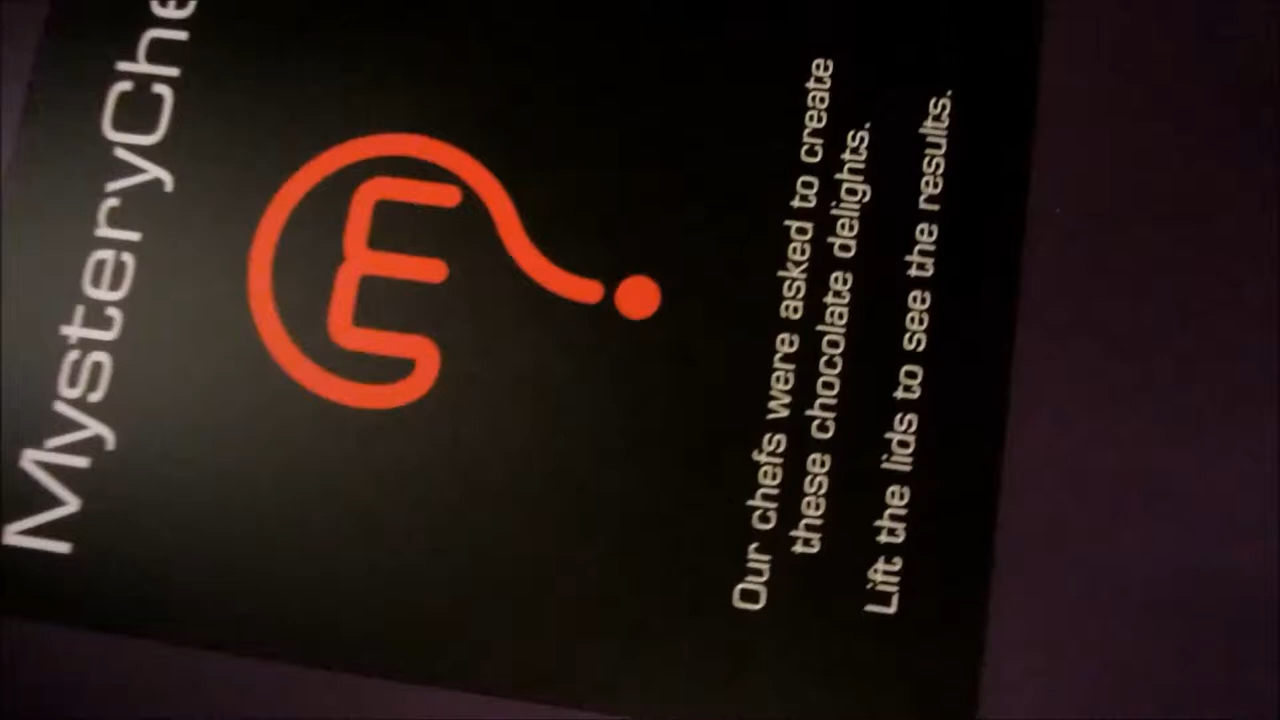 MysteryChe
m
Our chefs were asked to create
these chocolate delights.
Lift the lids to see the results.